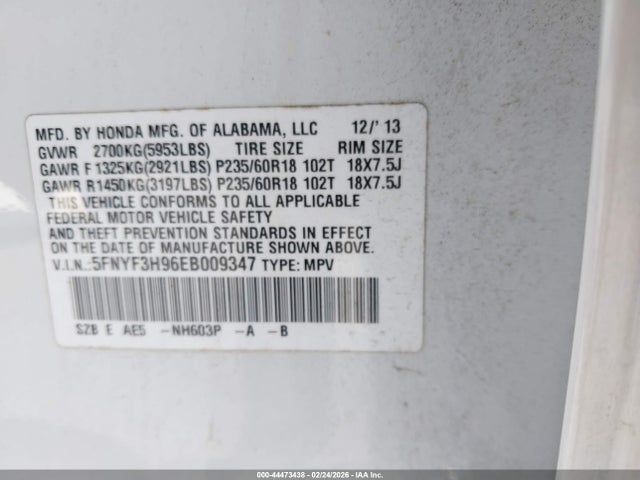 MFD. BY HONDA MFG. OF ALABAMA, LLC 12/' 13
GVWR 2700KG(5953LBS) TIRE SIZE RIM SIZE
GAWR F 1325KG(2921LBS) P235/60R18 102T 18X7.5J
GAWR R1450KG(3197LBS) P235/60R18 102T 18X7.5J
THIS VEHICLE CONFORMS TO ALL APPLICABLE
FEDERAL MOTOR VEHICLE SAFETY
AND THEFT PREVENTION STANDARDS IN EFFECT
ON THE DATE OF MANUFACTURE SHOWN ABOVE.
V.I.N.:5FNYF3H96EB009347 TYPE: MPV
SZB E AE5 -NH603P -A -B
000-44473438 - 02/24/2026 - IAA Inc.